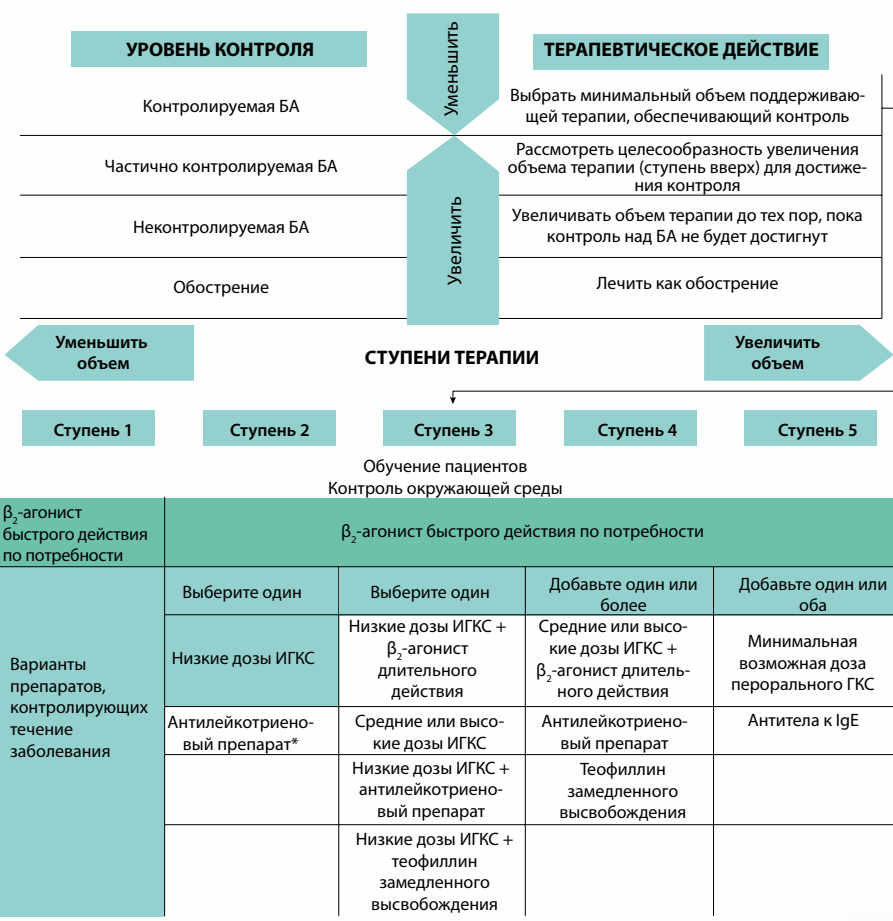 УРОВЕНЬ КОНТРОЛЯ
Уменьшить
ТЕРАПЕВТИЧЕСКОЕ ДЕЙСТВИЕ
Контролируемая БА
Выбрать минимальный объем поддерживаю-
щей терапии, обеспечивающий контроль
Частично контролируемая БА
Рассмотреть целесообразность увеличения
объема терапии (ступень вверх) для достиже-
ния контроля
Увеличить
Неконтролируемая БА
Увеличивать объем терапии до тех пор, пока
контроль над БА не будет достигнут
Обострение
Лечить как обострение
Уменьшить
объем
СТУПЕНИ ТЕРАПИИ
Увеличить
объем
Ступень 1
Ступень 2
Ступень 3
Ступень 4
Ступень 5
Обучение пациентов
Контроль окружающей среды
β₂-агонист
быстрого действия
по потребности
β₂-агонист быстрого действия по потребности
Варианты
препаратов,
контролирующих
течение
заболевания
Выберите один
Выберите один
Добавьте один или
более
Добавьте один или
оба
Низкие дозы ИГКС
Низкие дозы ИГКС +
β₂-агонист
длительного
действия
Средние или высо-
кие дозы ИГКС +
β₂-агонист длитель-
ного действия
Минимальная
возможная доза
перорального ГКС
Антилейкотриено-
вый препарат*
Средние или высо-
кие дозы ИГКС
Антилейкотриено-
вый препарат
Антитела к IgE
Низкие дозы ИГКС +
антилейкотриено-
вый препарат
Теофиллин
замедленного
высвобождения
Низкие дозы ИГКС +
теофиллин
замедленного
высвобождения